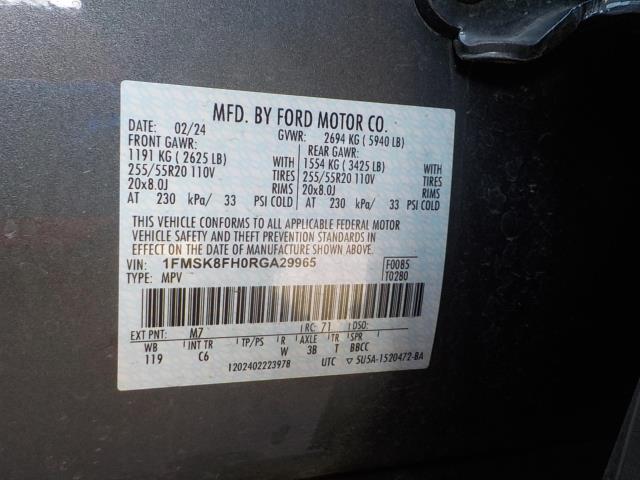 MFD. BY FORD MOTOR CO.
DATE: 02/24 GVWR: 2694 KG ( 5940 LB)
FRONT GAWR: REAR GAWR:
1191 KG ( 2625 LB) WITH 1554 KG ( 3425 LB) WITH
255/55R20 110V TIRES 255/55R20 110V TIRES
20x8.0J RIMS 20x8.0J RIMS
AT 230 kPa/ 33 PSI COLD AT 230 kPa/ 33 PSI COLD
THIS VEHICLE CONFORMS TO ALL APPLICABLE FEDERAL MOTOR
VEHICLE SAFETY AND THEFT PREVENTION STANDARDS IN
EFFECT ON THE DATE OF MANUFACTURE SHOWN ABOVE.
VIN: 1FMSK8FH0RGA29965 F0085
TYPE: MPV T0280
EXT PNT: M7 RC: 71 DSO:
WB INT TR TP/PS R AXLE TR SPR
119 C6 W 3B T BBCC
1202402223978 UTC ▽ 5U5A-1520472-BA